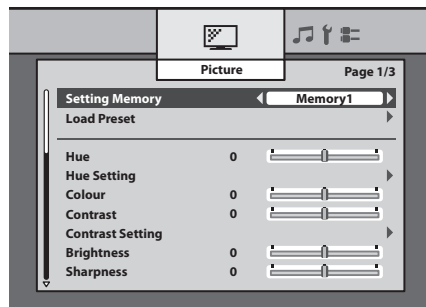 Picture
Page 1/3
Setting Memory Memory1
Load Preset
Hue 0
Hue Setting
Colour 0
Contrast 0
Contrast Setting
Brightness 0
Sharpness 0